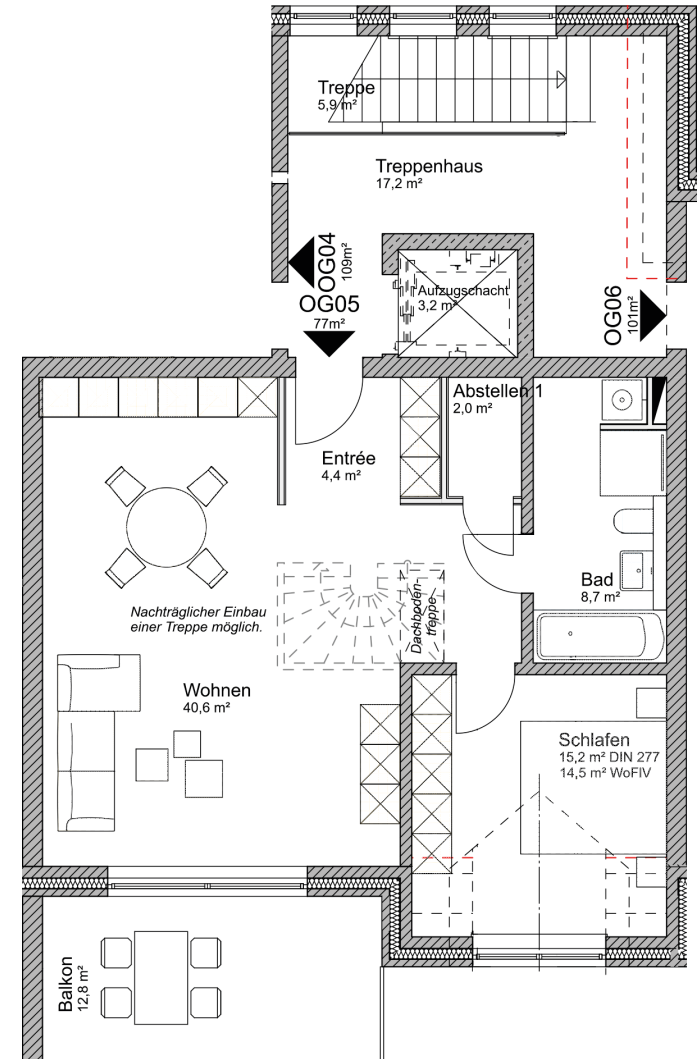 Treppe
5,9 m²
Treppenhaus
17,2 m²
OG04
109m²
OG05
77m²
Aufzugschacht
3,2 m²
OG06
101m²
Abstellen 1
2,0 m²
Entrée
4,4 m²
Nachträglicher Einbau
einer Treppe möglich.
Dachboden-
treppe
Bad
8,7 m²
Wohnen
40,6 m²
Schlafen
15,2 m² DIN 277
14,5 m² WoFlV
Balkon
12,8 m²